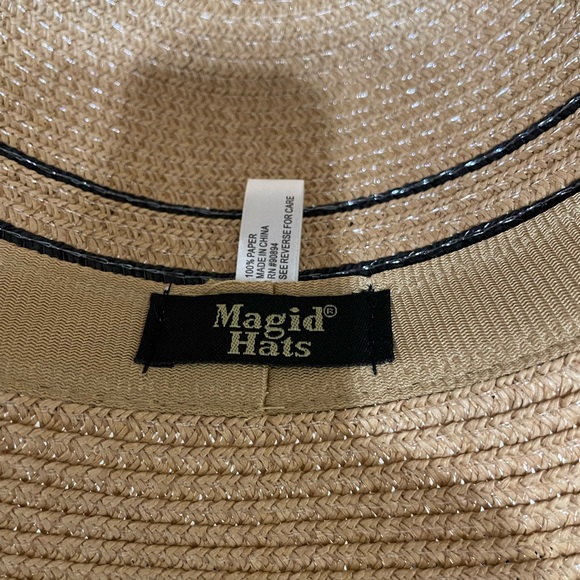 100% PAPER
MADE IN CHINA
RN #90894
SEE REVERSE FOR CARE
Magid®
Hats